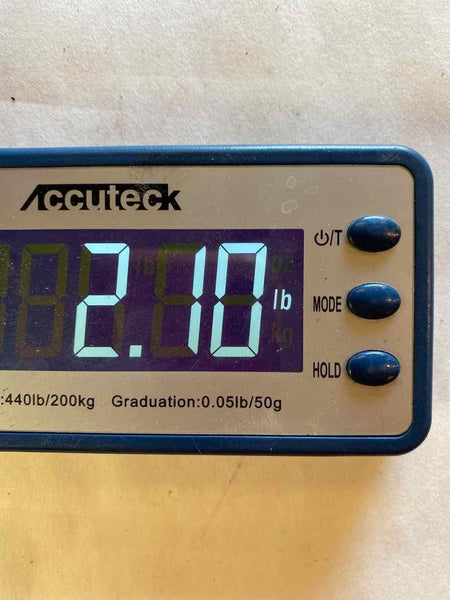 Accuteck
⏻/T
2.10
lb
MODE
HOLD
:440lb/200kg Graduation:0.05lb/50g